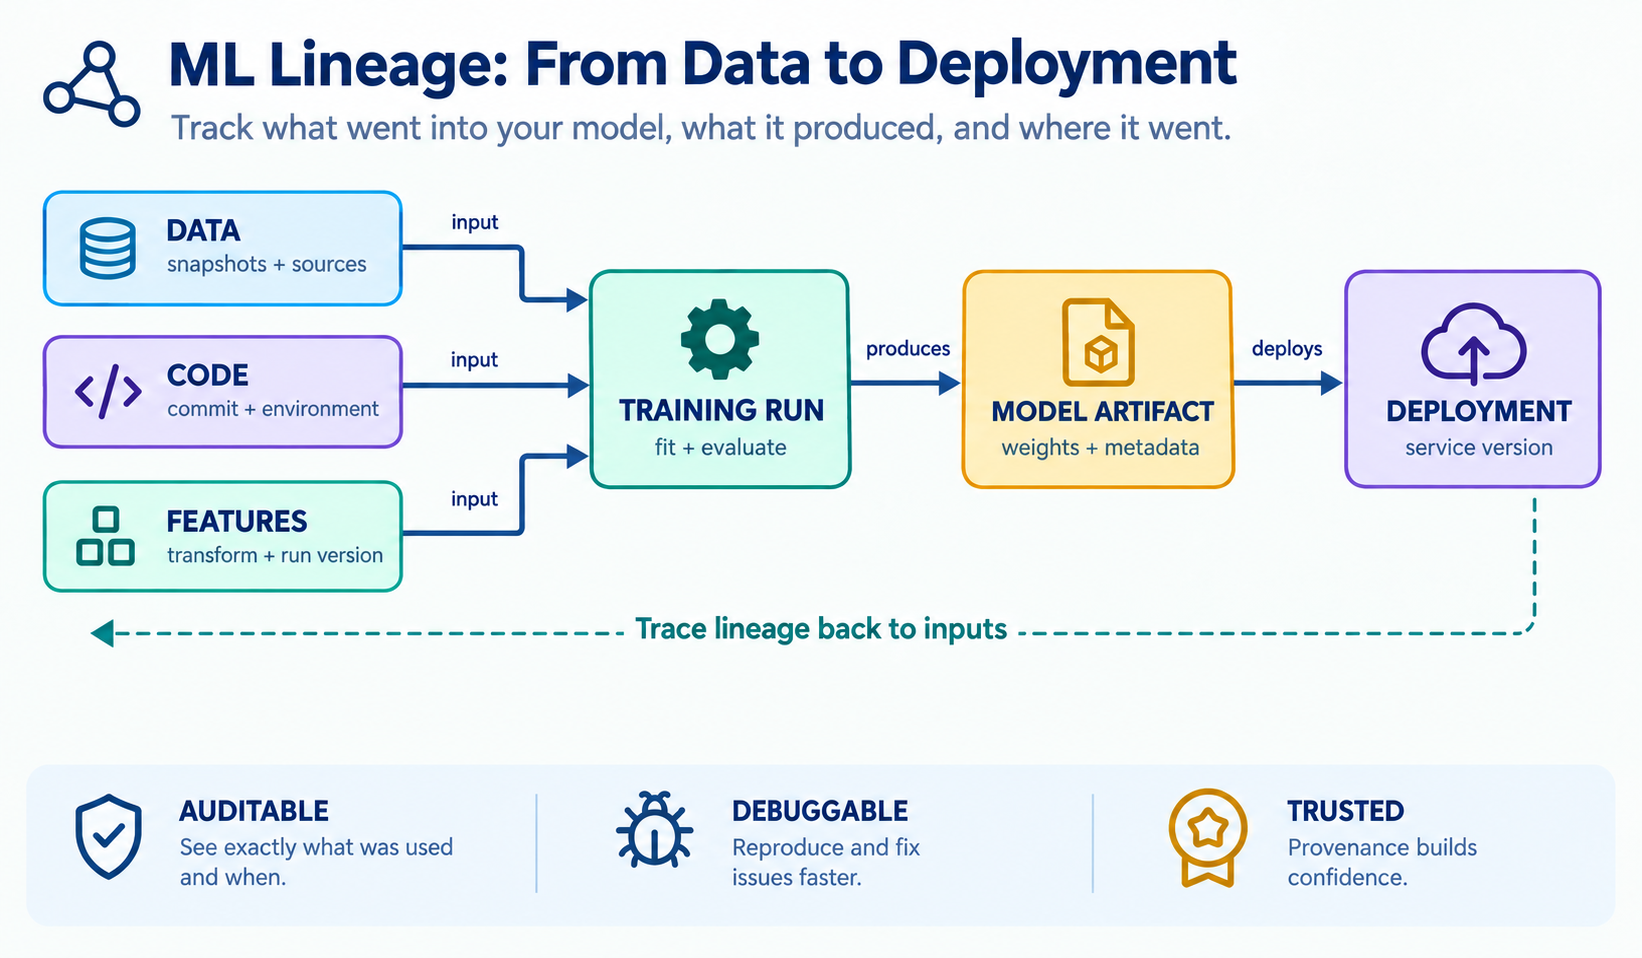 ML Lineage: From Data to Deployment
Track what went into your model, what it produced, and where it went.
DATA
snapshots + sources
input
CODE
commit + environment
input
FEATURES
transform + run version
input
TRAINING RUN
fit + evaluate
produces
MODEL ARTIFACT
weights + metadata
deploys
DEPLOYMENT
service version
Trace lineage back to inputs
AUDITABLE
See exactly what was used
and when.
DEBUGGABLE
Reproduce and fix
issues faster.
TRUSTED
Provenance builds
confidence.